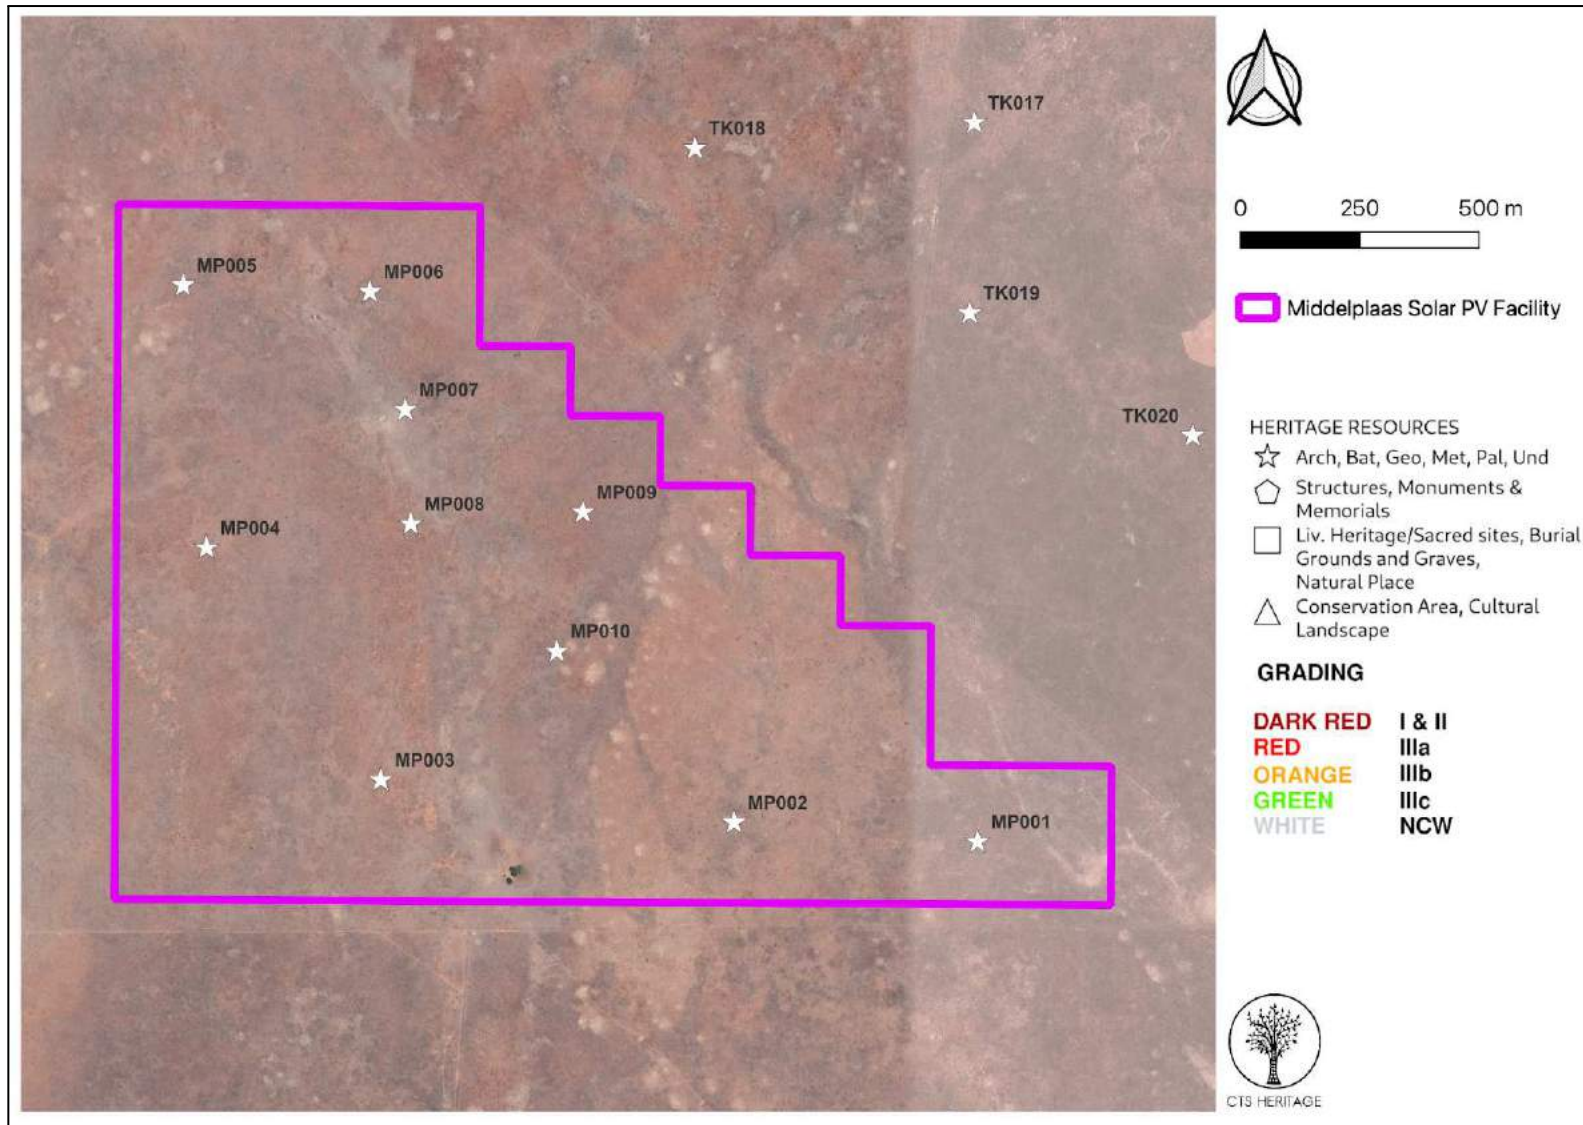 TK017
TK018
MP005
MP006
TK019
MP007
TK020
MP009
MP008
MP004
MP010
MP003
MP002
MP001
0 250 500 m
Middelplaas Solar PV Facility
HERITAGE RESOURCES
Arch, Bat, Geo, Met, Pal, Und
Structures, Monuments &
Memorials
Liv. Heritage/Sacred sites, Burial
Grounds and Graves,
Natural Place
Conservation Area, Cultural
Landscape
GRADING
DARK RED I & II
RED IIIa
ORANGE IIIb
GREEN IIIc
WHITE NCW
CTS HERITAGE